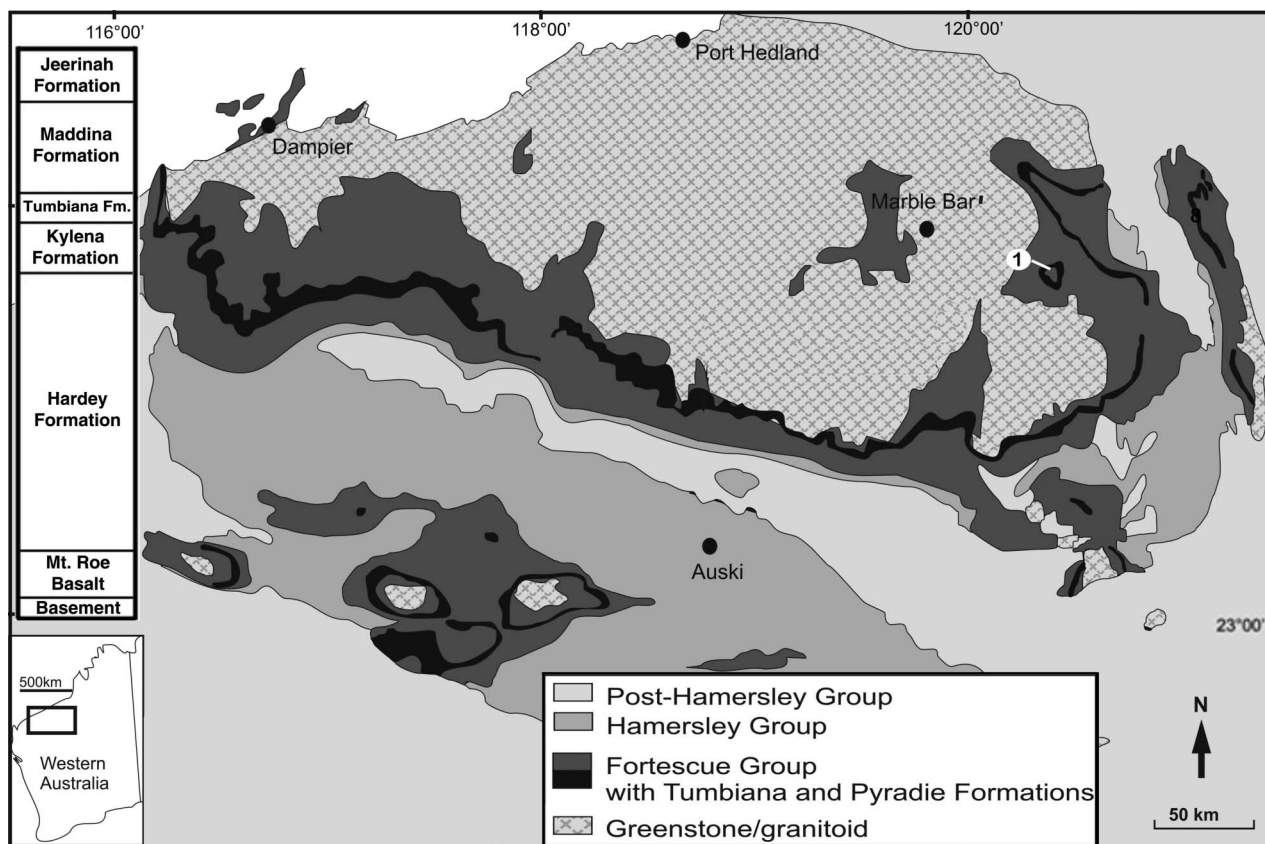 116°00'
118°00'
120°00'
Jeerinah
Formation
Maddina
Formation
Tumbiana Fm.
Kylena
Formation
Hardey
Formation
Mt. Roe
Basalt
Basement
Port Hedland
Dampier
Marble Bar
8
1
Auski
23°00'
500km
Western
Australia
Post-Hamersley Group
Hamersley Group
Fortescue Group
with Tumbiana and Pyradie Formations
Greenstone/granitoid
N
50 km